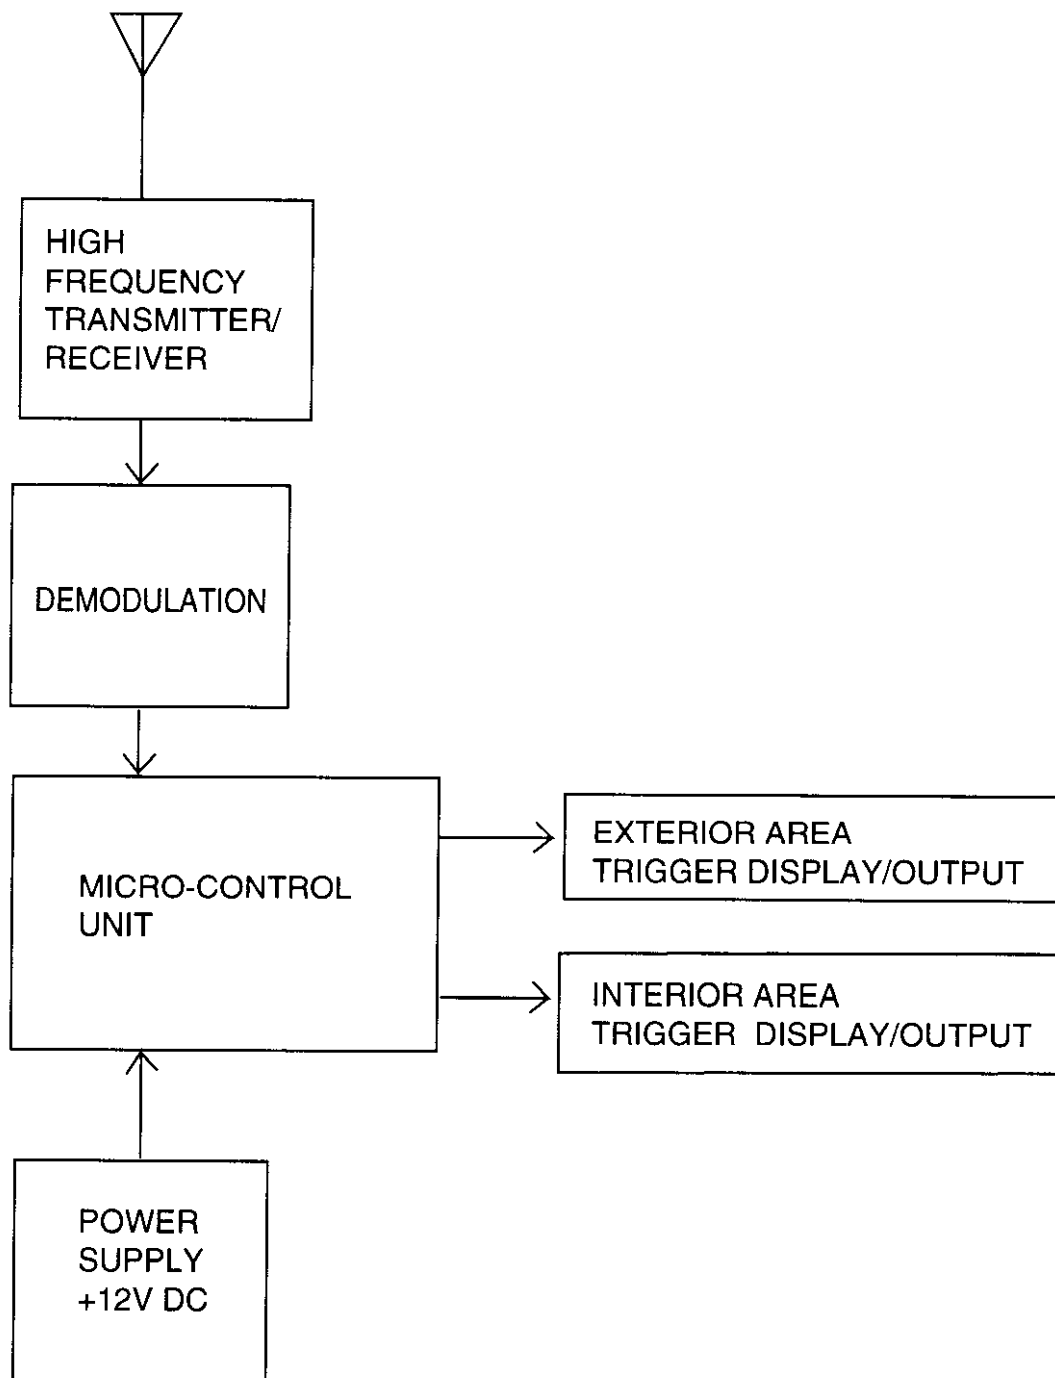 HIGH
FREQUENCY
TRANSMITTER/
RECEIVER
DEMODULATION
MICRO-CONTROL
UNIT
EXTERIOR AREA
TRIGGER DISPLAY/OUTPUT
INTERIOR AREA
TRIGGER DISPLAY/OUTPUT
POWER
SUPPLY
+12V DC